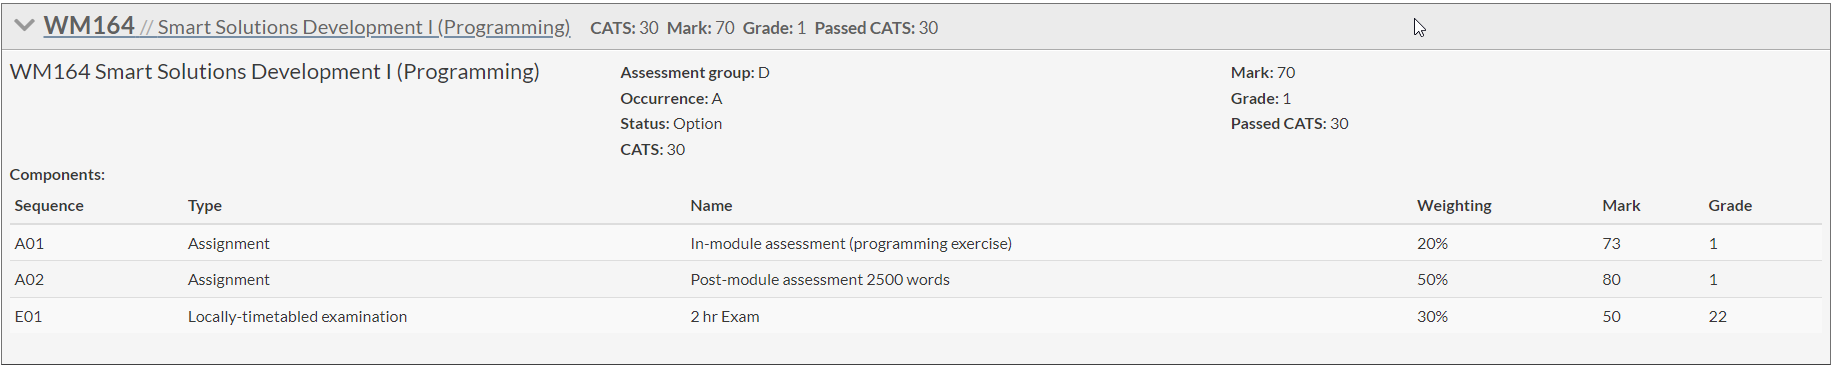 WM164 // Smart Solutions Development I (Programming) CATS: 30 Mark: 70 Grade: 1 Passed CATS: 30
WM164 Smart Solutions Development I (Programming)
Assessment group: D
Occurrence: A
Status: Option
CATS: 30
Mark: 70
Grade: 1
Passed CATS: 30
Components:
Sequence Type Name Weighting Mark Grade
A01 Assignment In-module assessment (programming exercise) 20% 73 1
A02 Assignment Post-module assessment 2500 words 50% 80 1
E01 Locally-timetabled examination 2 hr Exam 30% 50 22